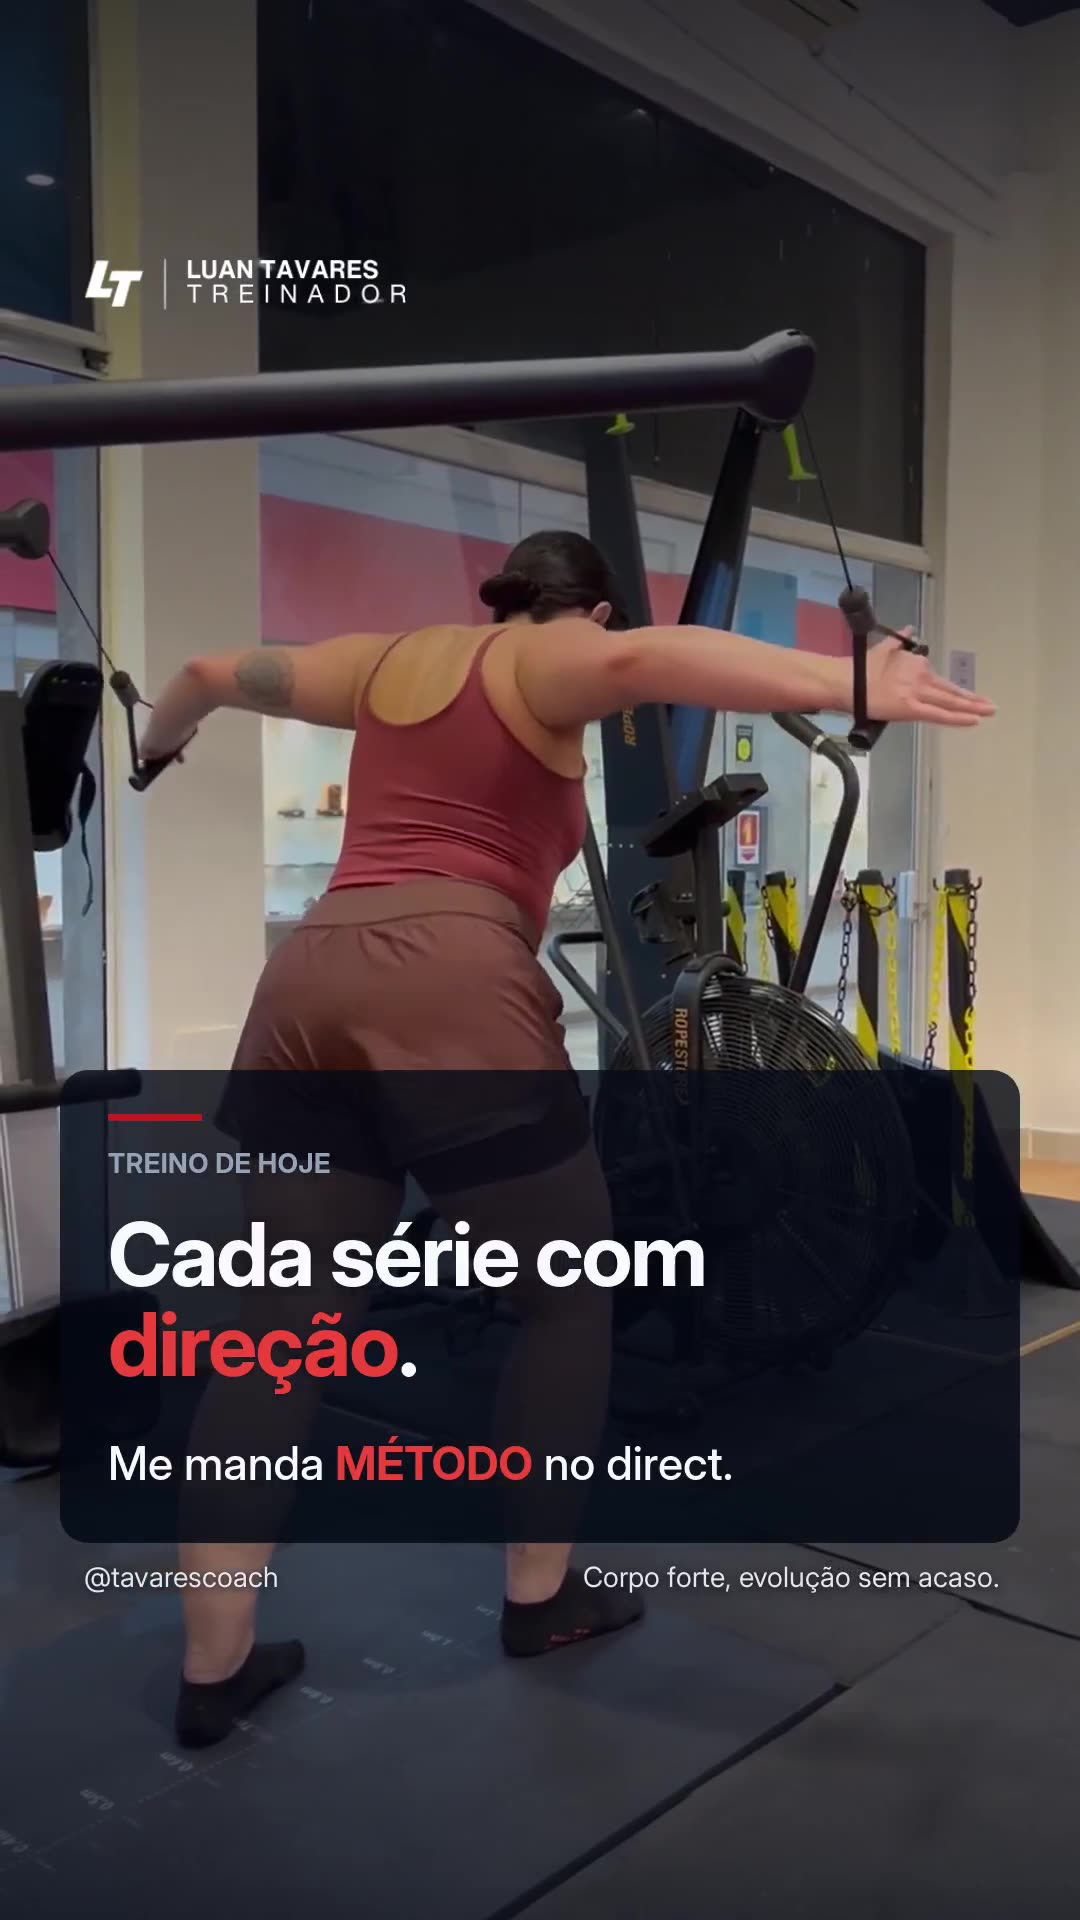 LT
LUAN TAVARES
TREINADOR
ROPEST
TREINO DE HOJE
Cada série com
direção.
Me manda MÉTODO no direct.
@tavarescoach
Corpo forte, evolução sem acaso.